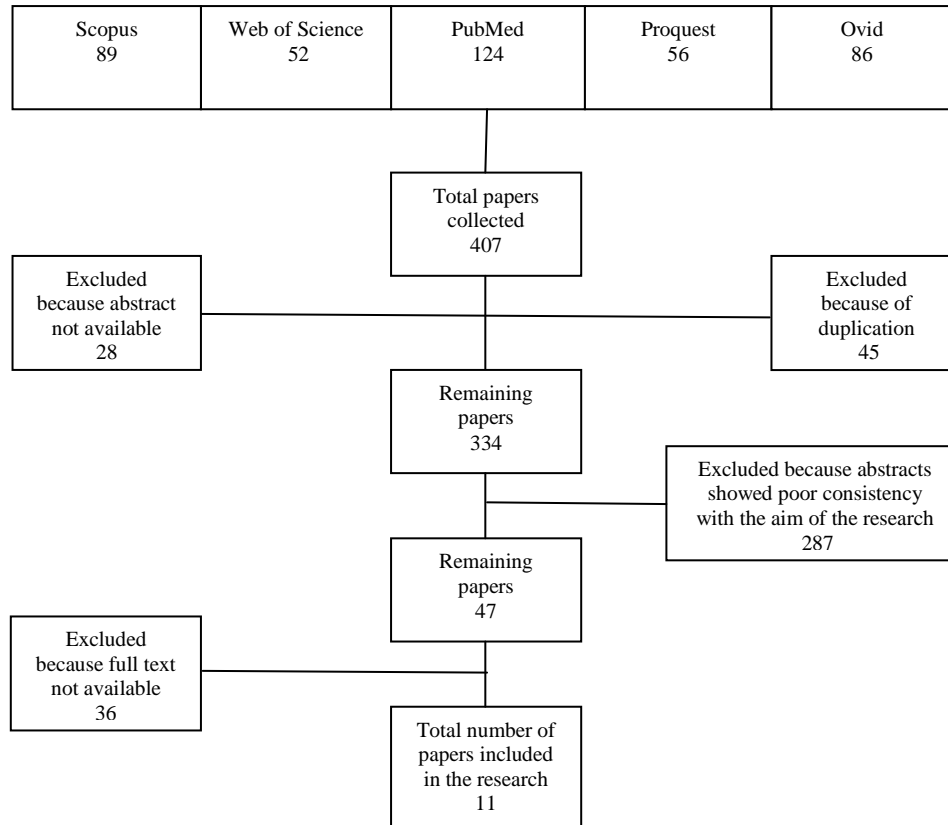 Scopus
89
Web of Science
52
PubMed
124
Proquest
56
Ovid
86
Total papers
collected
407
Excluded
because abstract
not available
28
Excluded
because of
duplication
45
Remaining
papers
334
Excluded because abstracts
showed poor consistency
with the aim of the research
287
Remaining
papers
47
Excluded
because full text
not available
36
Total number of
papers included
in the research
11